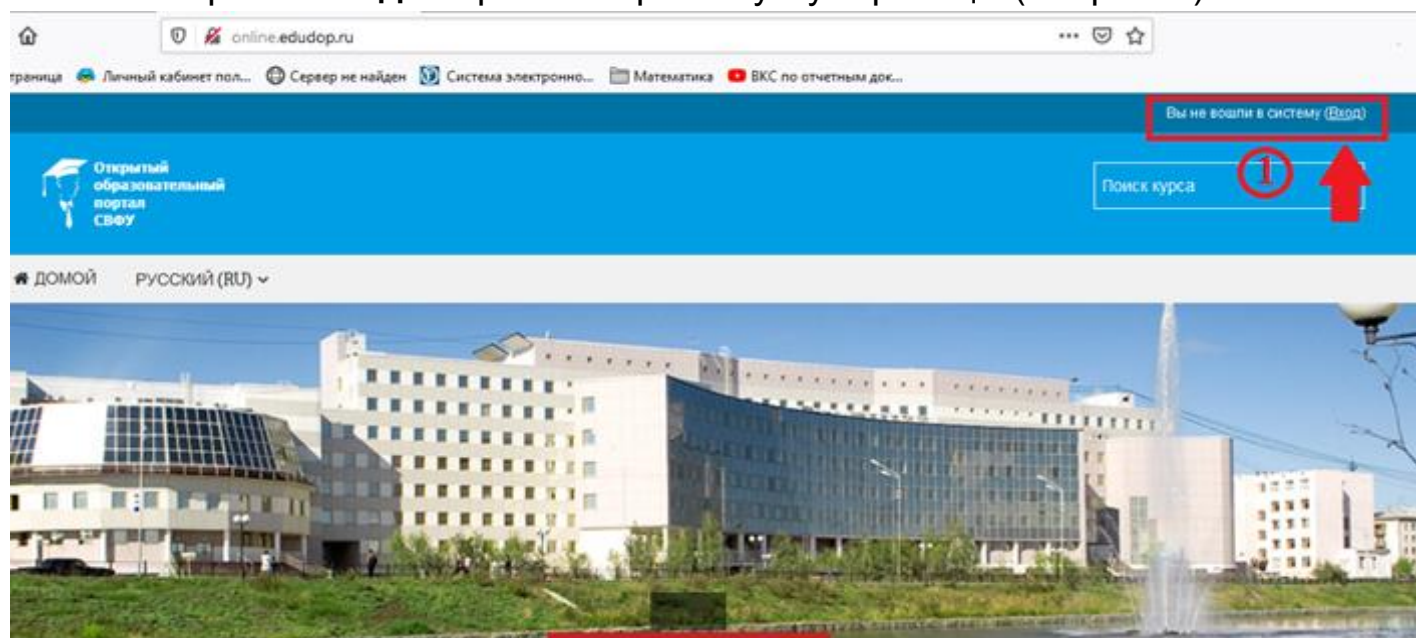 online.edudop.ru
траница Личный кабинет пол... Сервер не найден Система электронно... Математика ВКС по отчетным док...
Вы не вошли в систему (Вход)
Открытый
образовательный
портал
СВФУ
Поиск курса
1
ДОМОЙ РУССКИЙ (RU)